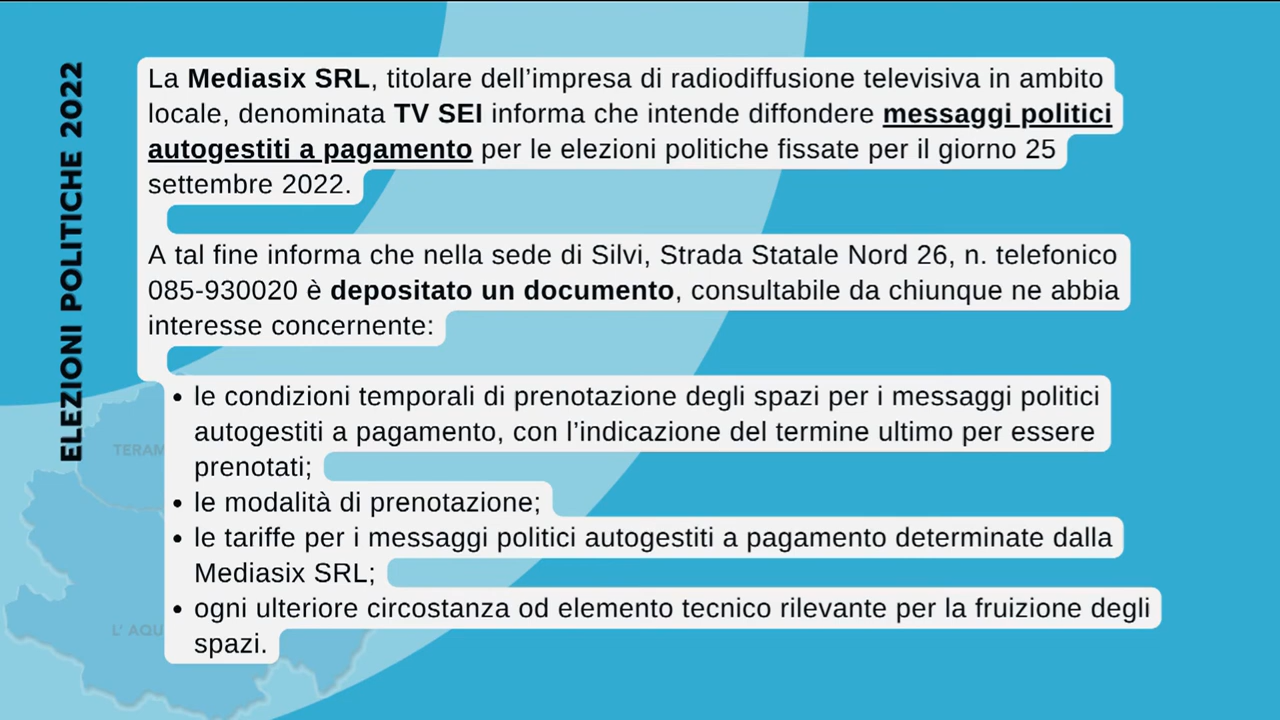 ELEZIONI POLITICHE 2022
La Mediasix SRL, titolare dell’impresa di radiodiffusione televisiva in ambito
locale, denominata TV SEI informa che intende diffondere messaggi politici
autogestiti a pagamento per le elezioni politiche fissate per il giorno 25
settembre 2022.
A tal fine informa che nella sede di Silvi, Strada Statale Nord 26, n. telefonico
085-930020 è depositato un documento, consultabile da chiunque ne abbia
interesse concernente:
• le condizioni temporali di prenotazione degli spazi per i messaggi politici
autogestiti a pagamento, con l’indicazione del termine ultimo per essere
prenotati;
• le modalità di prenotazione;
• le tariffe per i messaggi politici autogestiti a pagamento determinate dalla
Mediasix SRL;
• ogni ulteriore circostanza od elemento tecnico rilevante per la fruizione degli
spazi.